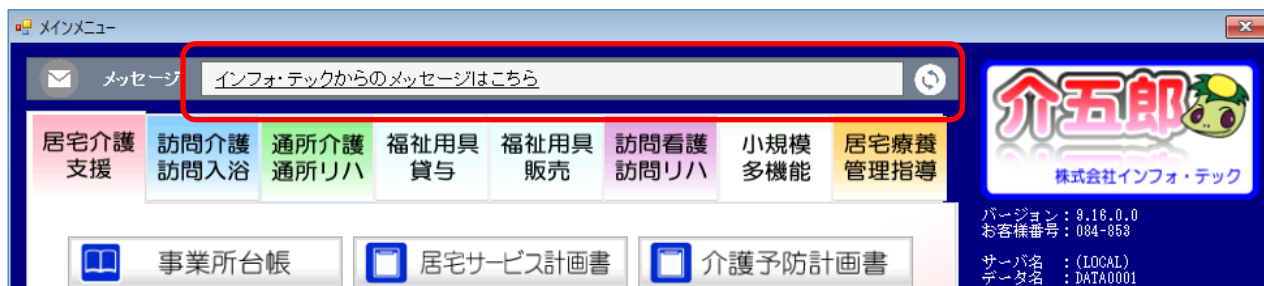 メインメニュー
メッセージ
インフォ・テックからのメッセージはこちら
居宅介護
支援
訪問介護
訪問入浴
通所介護
通所リハ
福祉用具
貸与
福祉用具
販売
訪問看護
訪問リハ
小規模
多機能
居宅療養
管理指導
事業所台帳
居宅サービス計画書
介護予防計画書
介五郎
株式会社インフォ・テック
バージョン：9.16.0.0
お客様番号：084-853
サーバ名　：(LOCAL)
データ名　：DATA0001